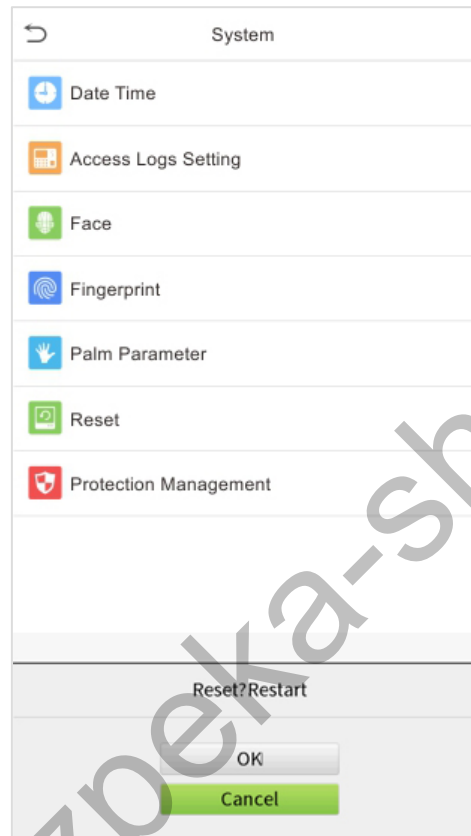 System
Date Time
Access Logs Setting
Face
Fingerprint
Palm Parameter
Reset
Protection Management
Reset?Restart
OK
Cancel